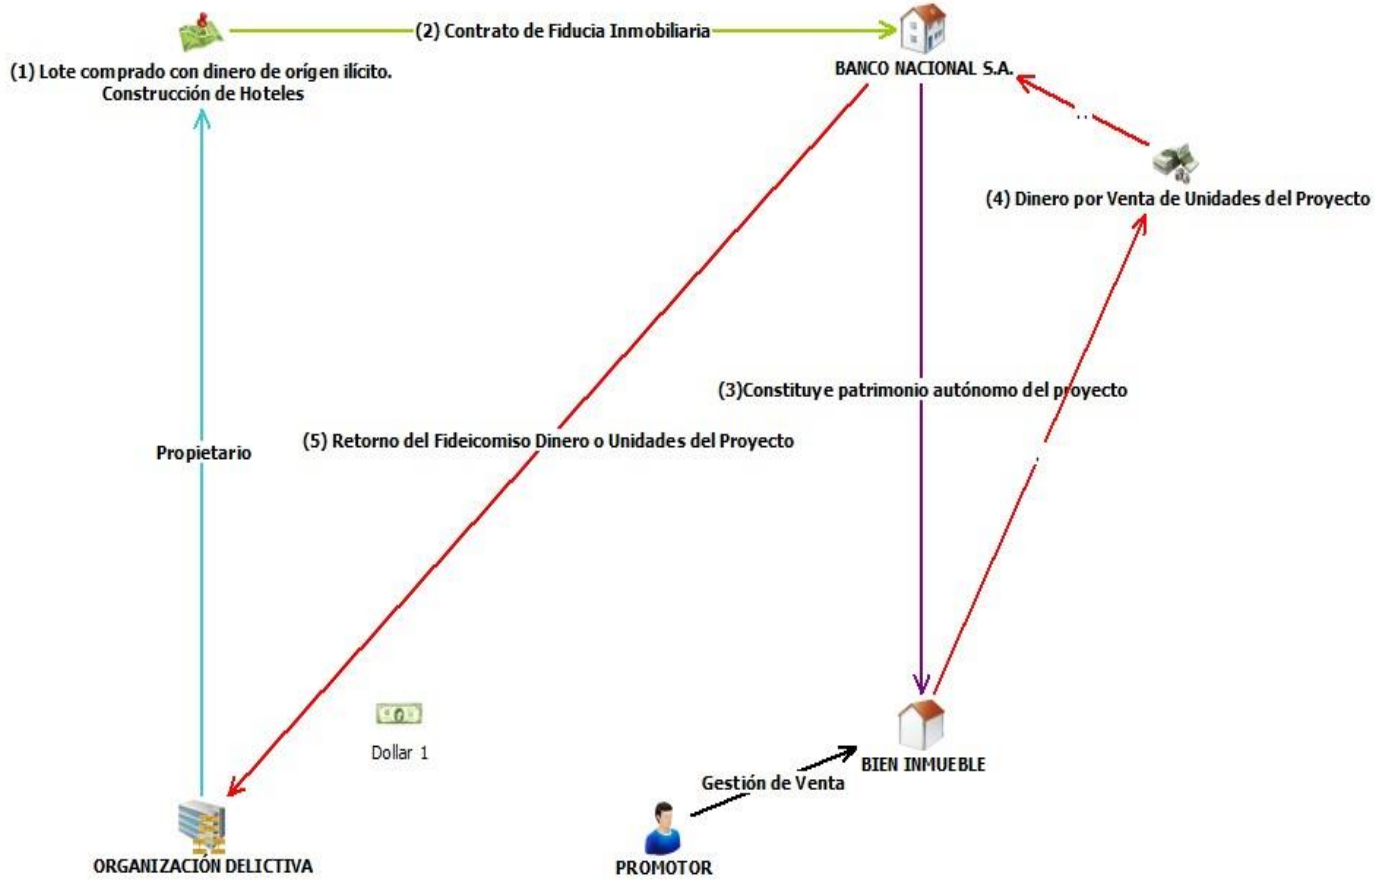 (2) Contrato de Fiducia Inmobiliaria
(1) Lote comprado con dinero de orígen ilícito.
Construcción de Hoteles
BANCO NACIONAL S.A.
. .
(4) Dinero por Venta de Unidades del Proyecto
(3)Constituye patrimonio autónomo del proyecto
(5) Retorno del Fideicomiso Dinero o Unidades del Proyecto
Propietario
.
Dollar 1
BIEN INMUEBLE
Gestión de Venta
ORGANIZACIÓN DELICTIVA
PROMOTOR